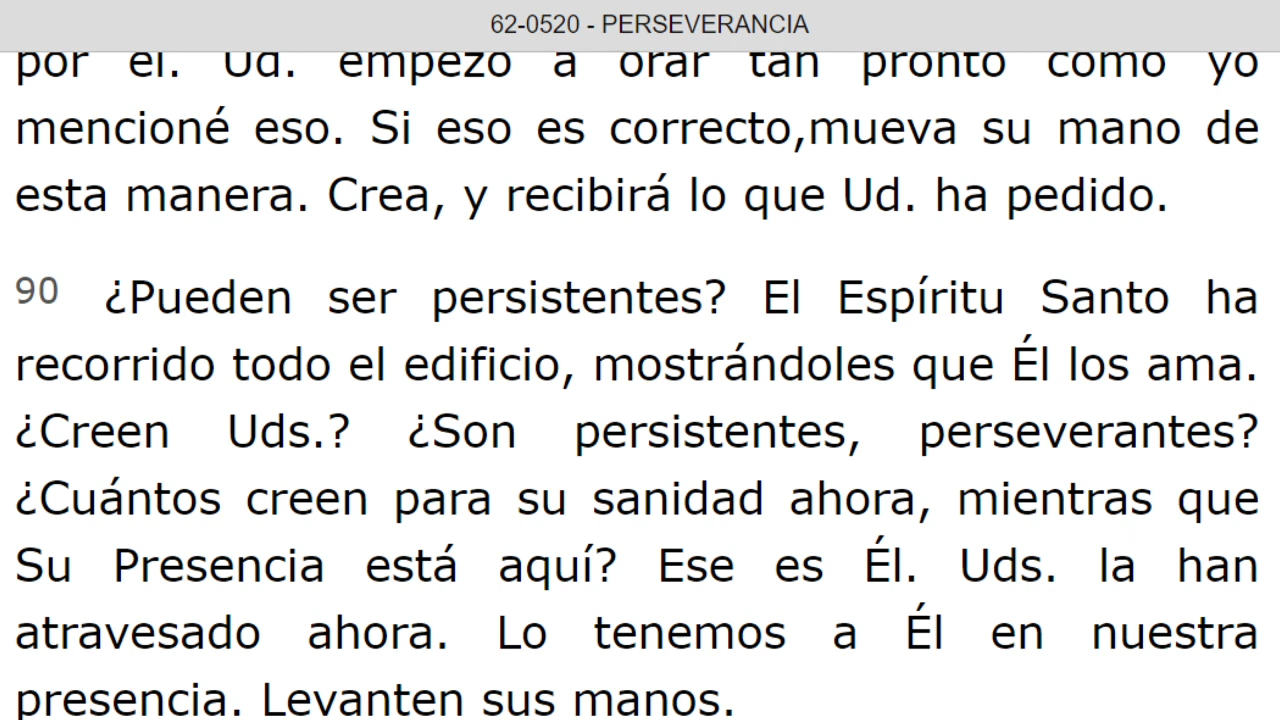 62-0520 - PERSEVERANCIA
por él. Ud. empezó a orar tan pronto como yo
mencioné eso. Si eso es correcto,mueva su mano de
esta manera. Crea, y recibirá lo que Ud. ha pedido.
90 ¿Pueden ser persistentes? El Espíritu Santo ha
recorrido todo el edificio, mostrándoles que Él los ama.
¿Creen Uds.? ¿Son persistentes, perseverantes?
¿Cuántos creen para su sanidad ahora, mientras que
Su Presencia está aquí? Ese es Él. Uds. la han
atravesado ahora. Lo tenemos a Él en nuestra
presencia. Levanten sus manos.